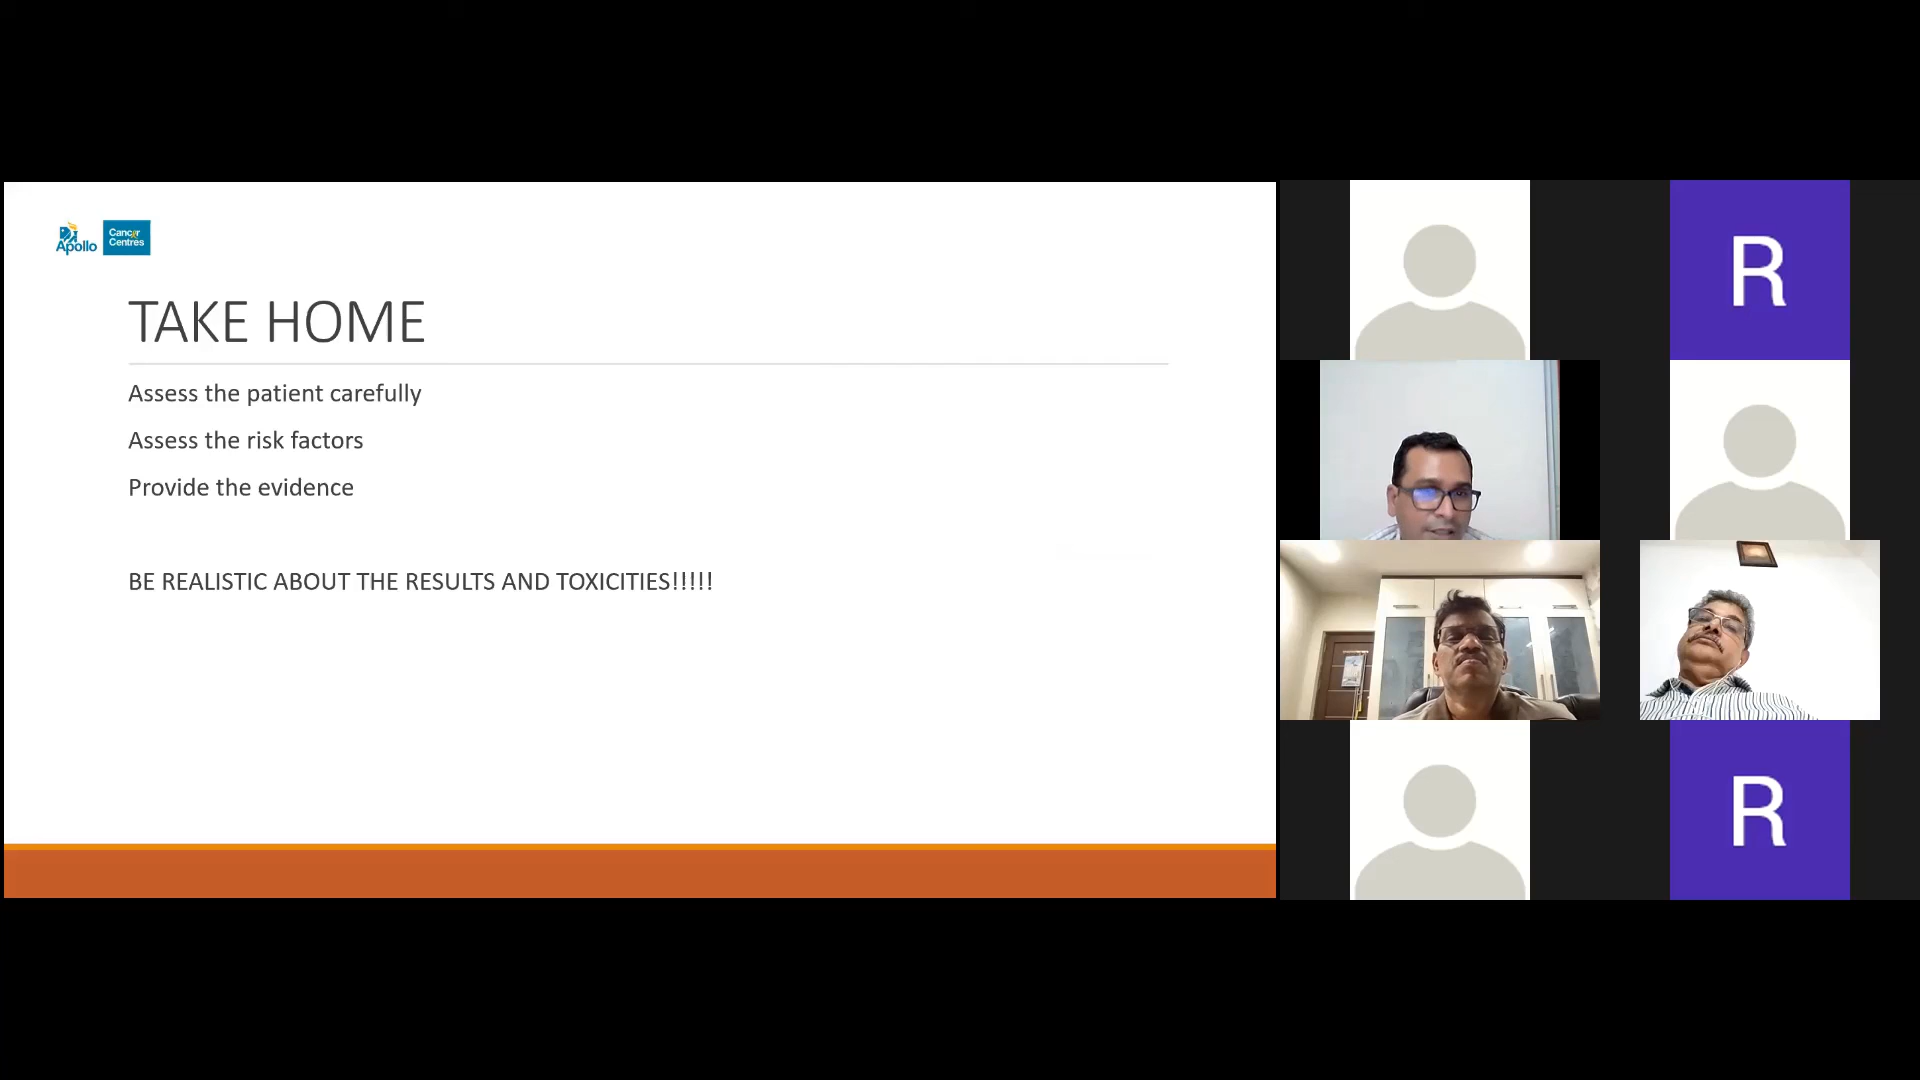 Apollo
Cancer
Centres
TAKE HOME
Assess the patient carefully
Assess the risk factors
Provide the evidence
BE REALISTIC ABOUT THE RESULTS AND TOXICITIES!!!!!
R
R